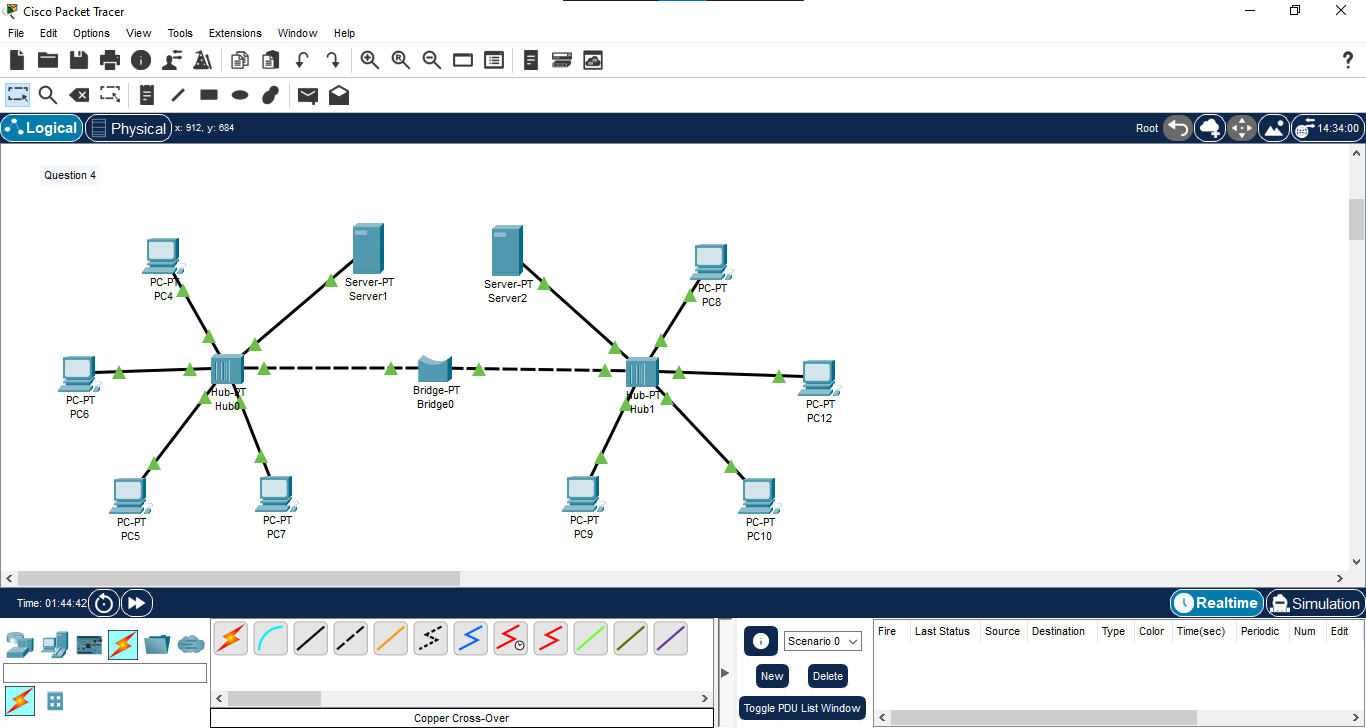 Cisco Packet Tracer
File Edit Options View Tools Extensions Window Help
Logical Physical x: 912, y: 684 Root 14:34:00
Question 4
PC-PT
PC4
Server-PT
Server1
Server-PT
Server2
PC-PT
PC8
PC-PT
PC6
Hub-PT
Hub0
Bridge-PT
Bridge0
Hub-PT
Hub1
PC-PT
PC12
PC-PT
PC5
PC-PT
PC7
PC-PT
PC9
PC-PT
PC10
Time: 01:44:42 Realtime Simulation
Scenario 0
New Delete
Toggle PDU List Window
Fire Last Status Source Destination Type Color Time(sec) Periodic Num Edit
Copper Cross-Over